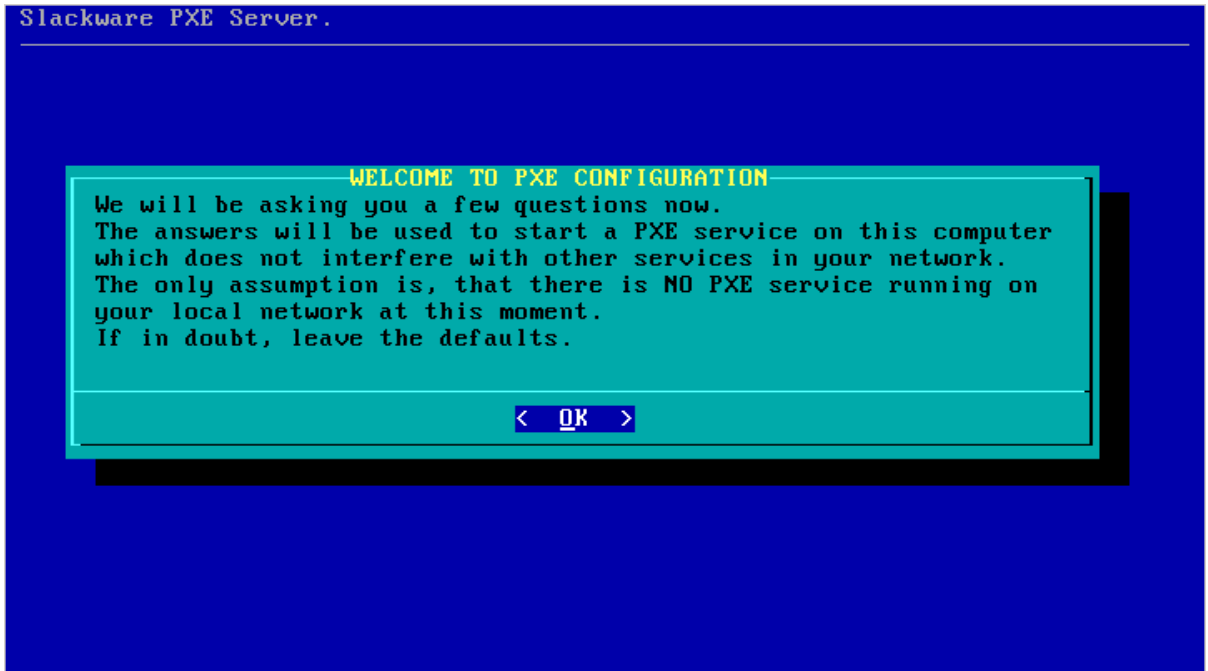 Slackware PXE Server.
WELCOME TO PXE CONFIGURATION
We will be asking you a few questions now.
The answers will be used to start a PXE service on this computer
which does not interfere with other services in your network.
The only assumption is, that there is NO PXE service running on
your local network at this moment.
If in doubt, leave the defaults.
<  OK  >